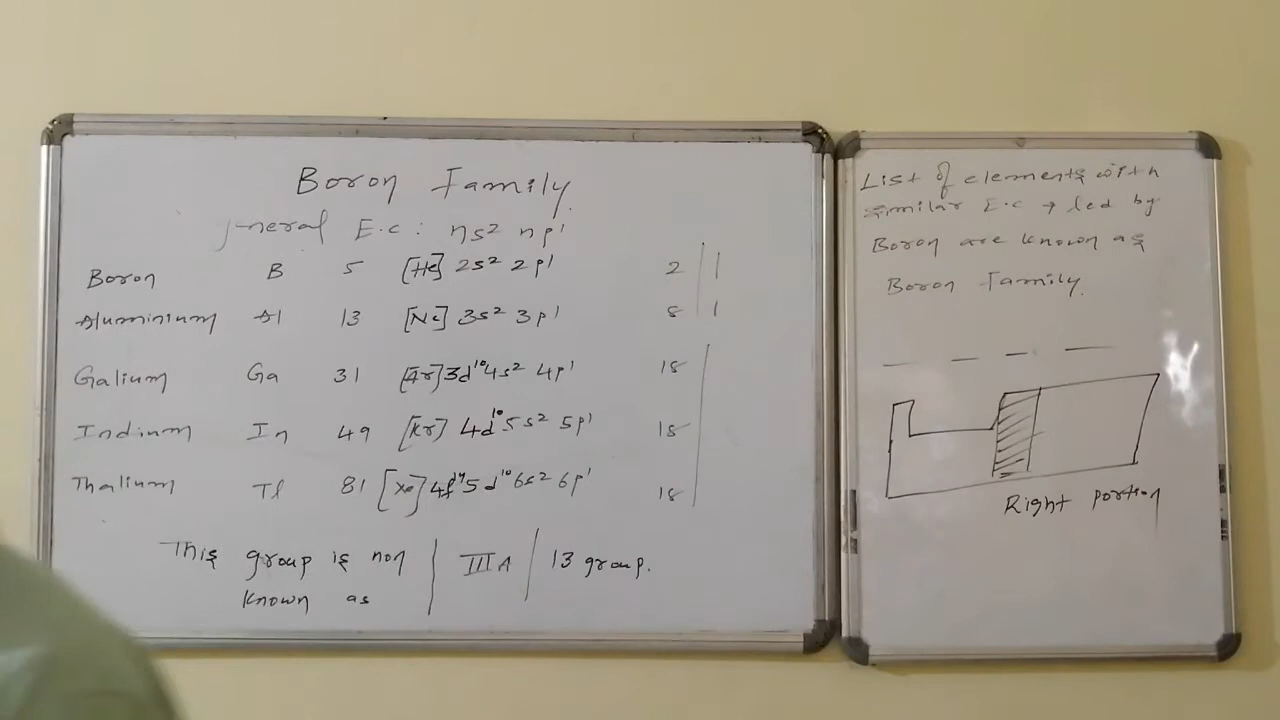 Boron Family
General E.c : ns² np¹
Boron B 5 [He] 2s² 2p¹ 2 | |
Aluminium Al 13 [Ne] 3s² 3p¹ 8 |
Galium Ga 31 [Ar] 3d¹⁰ 4s² 4p¹ 18
Indium In 49 [Kr] 4d¹⁰ 5s² 5p¹ 18
Thalium Tl 81 [Xe] 4f¹⁴ 5d¹⁰ 6s² 6p¹ 18
This group is non | III A | 13 group.
known as
List of elements with
similar E.c → led by
Boron are known as
Boron Family.
Right portion